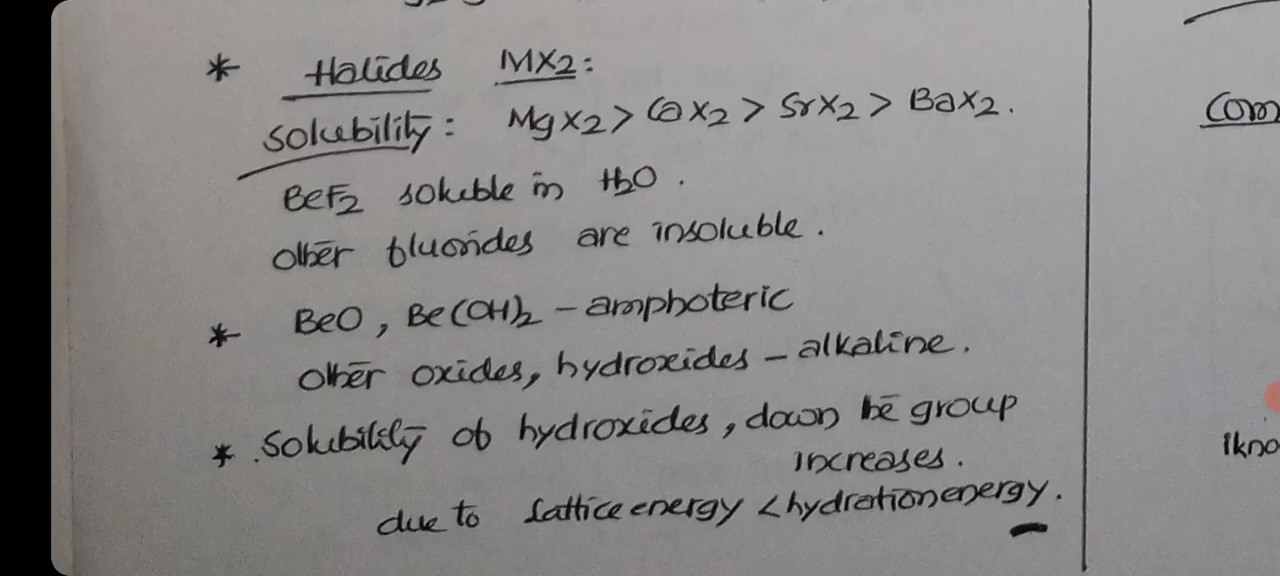 * Halides MX2:
Solubility: MgX2 > CaX2 > SrX2 > BaX2.
BeF2 soluble in H2O.
Other fluorides are insoluble.
* BeO, Be(OH)2 - amphoteric
Other oxides, hydroxides - alkaline.
* Solubility of hydroxides, down the group
increases.
due to lattice energy < hydration energy.
Com